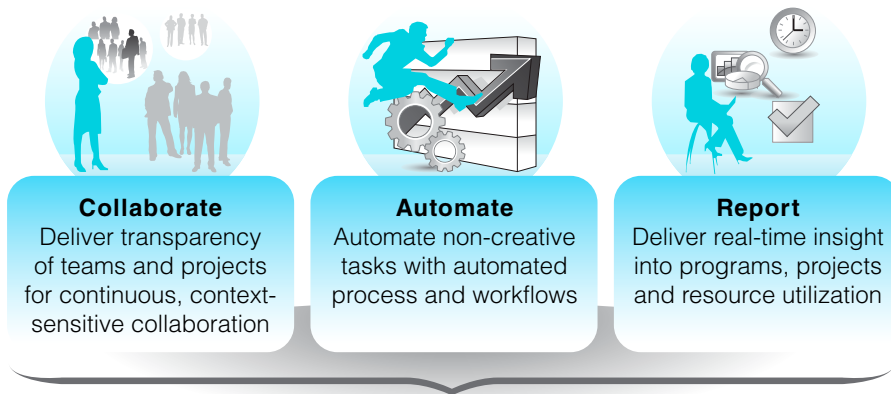 Collaborate
Deliver transparency
of teams and projects
for continuous, context-
sensitive collaboration
Automate
Automate non-creative
tasks with automated
process and workflows
Report
Deliver real-time insight
into programs, projects
and resource utilization